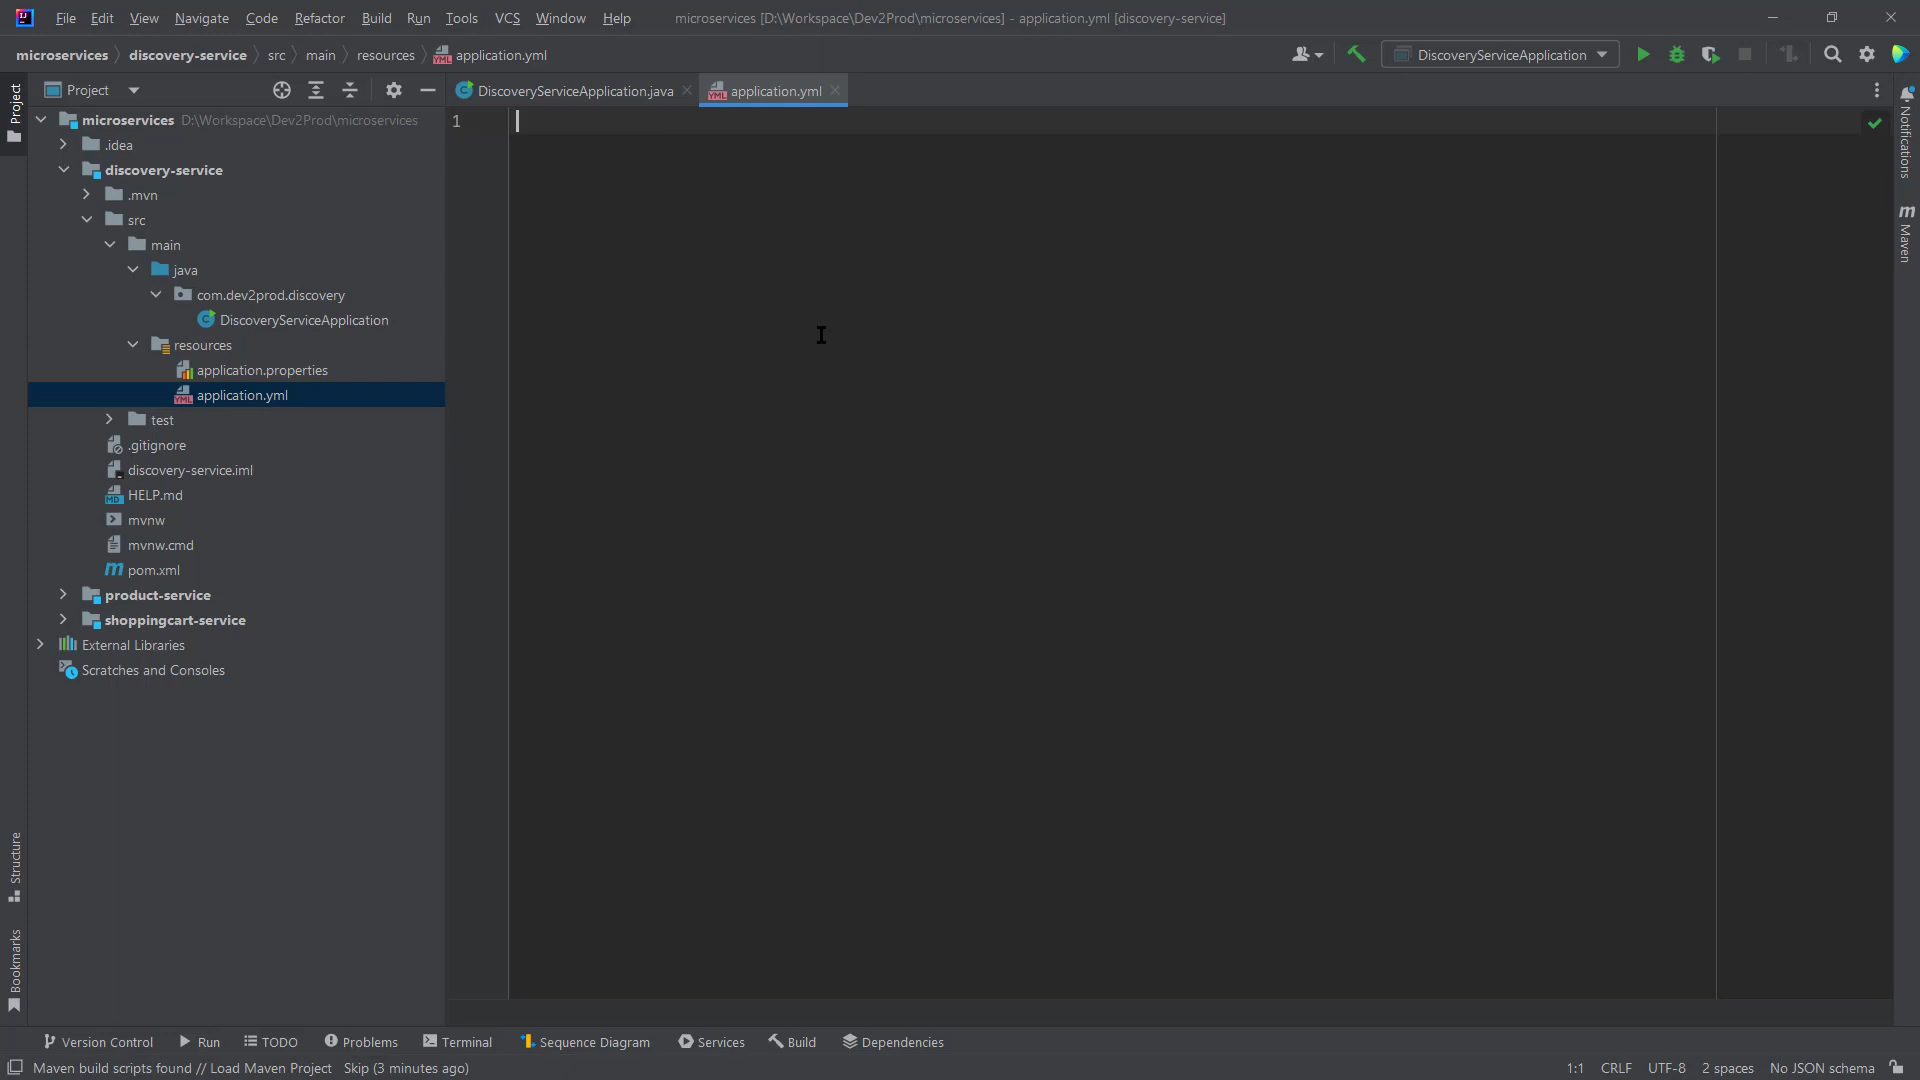 File Edit View Navigate Code Refactor Build Run Tools VCS Window Help microservices [D:\Workspace\Dev2Prod\microservices] - application.yml [discovery-service]
microservices discovery-service src main resources application.yml DiscoveryServiceApplication
Project DiscoveryServiceApplication.java application.yml
microservices D:\Workspace\Dev2Prod\microservices
1
.idea
discovery-service
.mvn
src
main
java
com.dev2prod.discovery
DiscoveryServiceApplication
resources
application.properties
application.yml
test
.gitignore
discovery-service.iml
HELP.md
mvnw
mvnw.cmd
pom.xml
product-service
shoppingcart-service
External Libraries
Scratches and Consoles
Project
Structure
Bookmarks
Notifications
Maven
Version Control Run TODO Problems Terminal Sequence Diagram Services Build Dependencies
Maven build scripts found // Load Maven Project Skip (3 minutes ago) 1:1 CRLF UTF-8 2 spaces No JSON schema